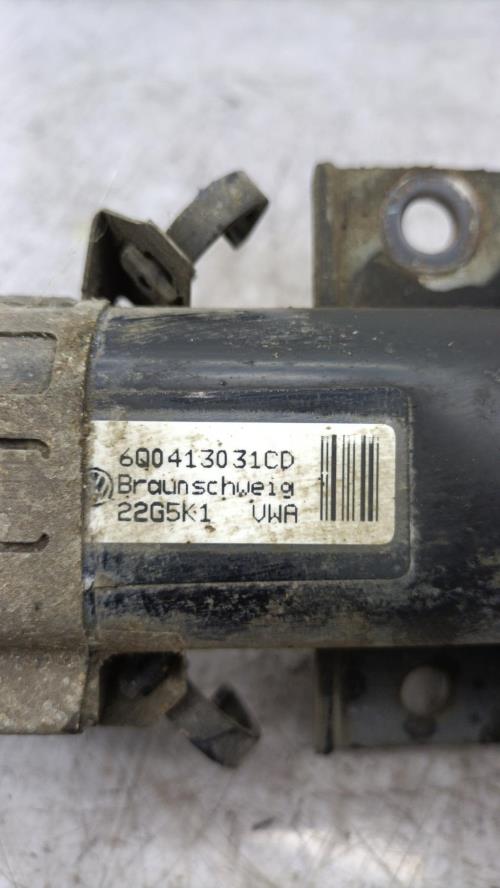 6Q0413031CD
Braunschweig
22G5K1 VWA